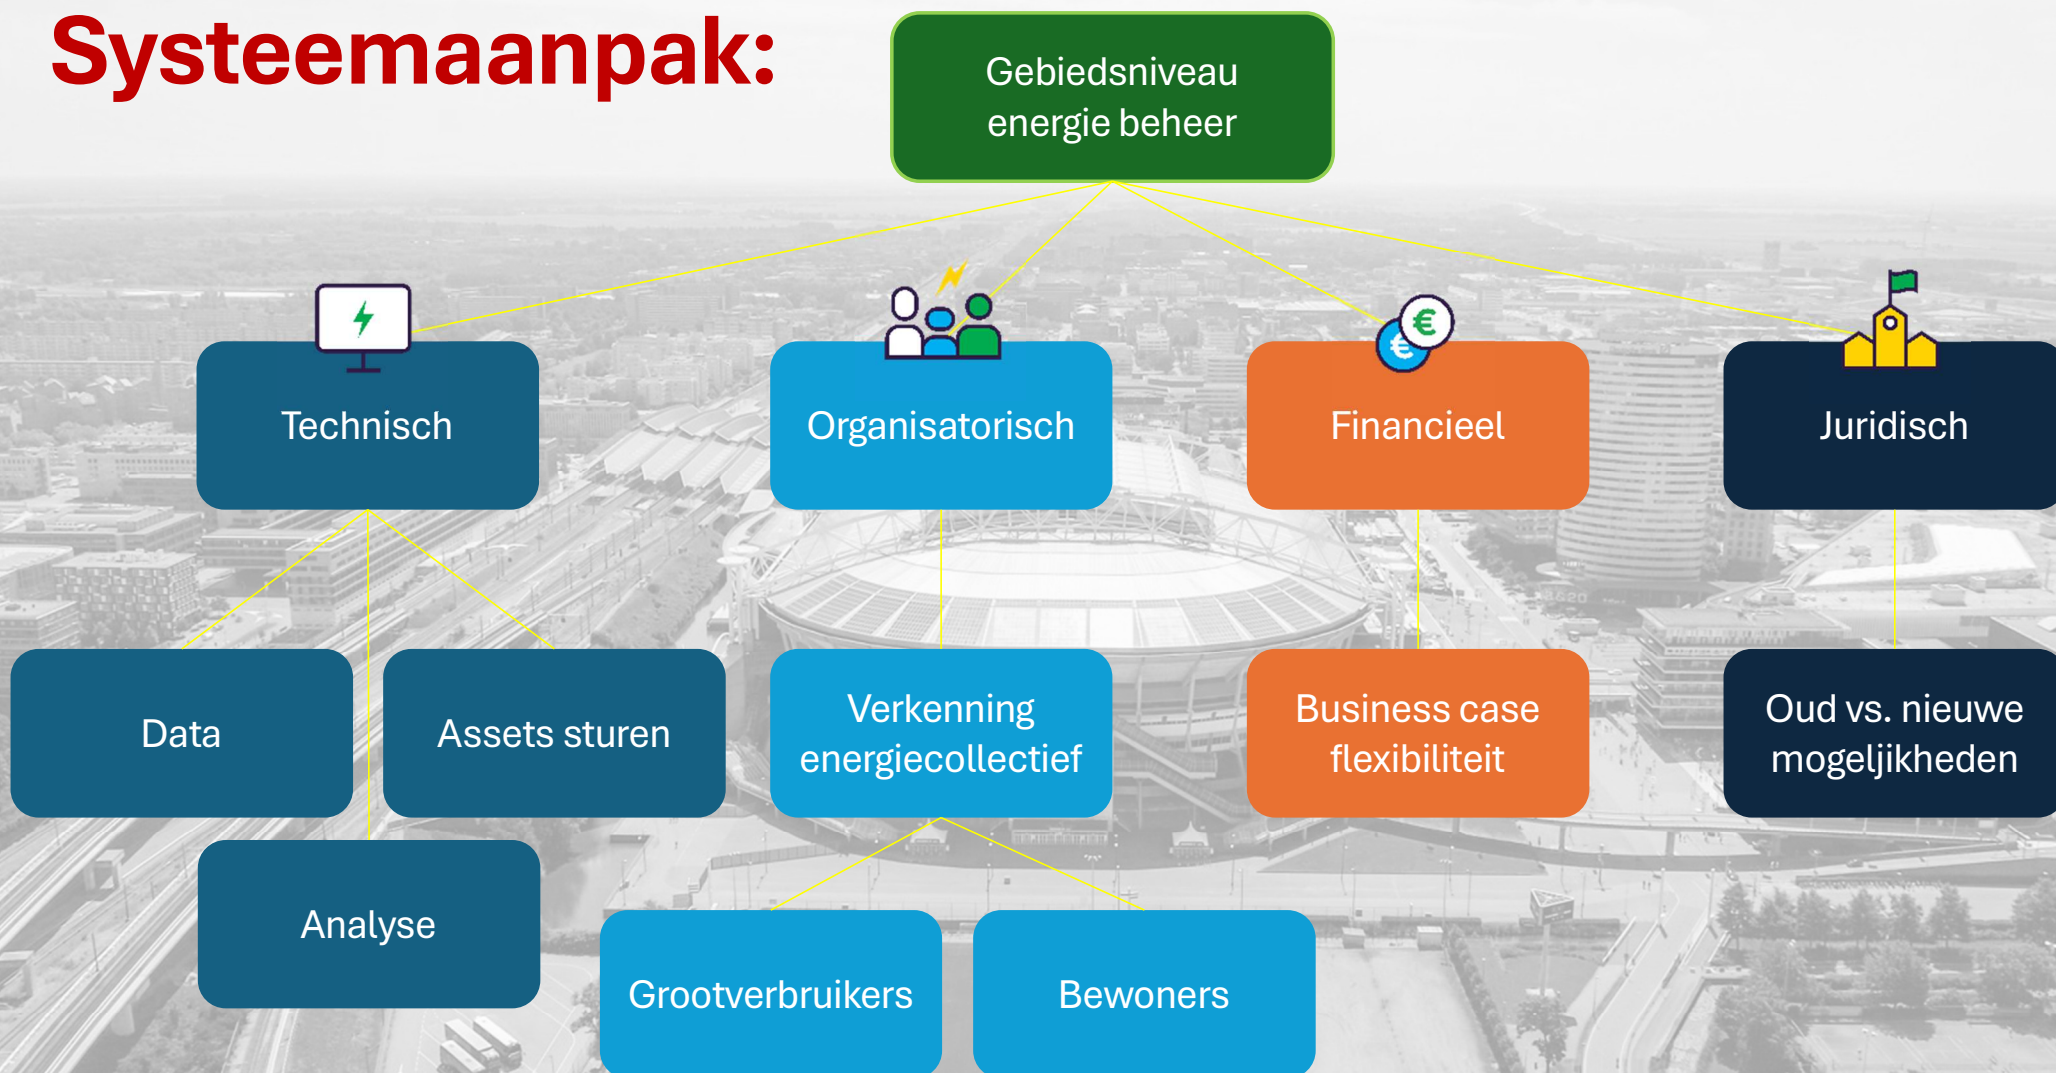 Systeemaanpak:
Gebiedsniveau
energie beheer
Technisch
Organisatorisch
Financieel
Juridisch
Data
Assets sturen
Verkenning
energiecollectief
Business case
flexibiliteit
Oud vs. nieuwe
mogeljikheden
Analyse
Grootverbruikers
Bewoners